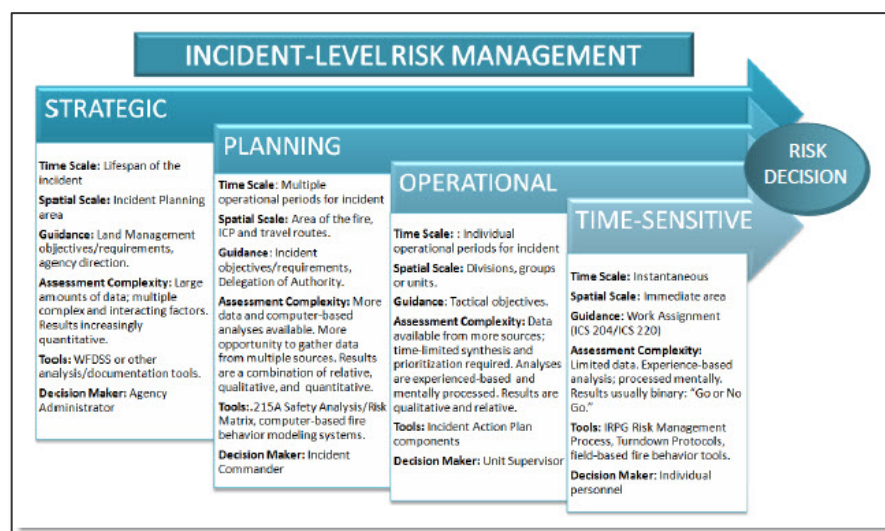 INCIDENT-LEVEL RISK MANAGEMENT
STRATEGIC
Time Scale: Lifespan of the
incident
Spatial Scale: Incident Planning
area
Guidance: Land Management
objectives/requirements,
agency direction.
Assessment Complexity: Large
amounts of data; multiple
complex and interacting factors.
Results increasingly
quantitative.
Tools: WFDSS or other
analysis/documentation tools.
Decision Maker: Agency
Administrator
PLANNING
Time Scale: Multiple
operational periods for incident
Spatial Scale: Area of the fire,
ICP and travel routes.
Guidance: Incident
objectives/requirements,
Delegation of Authority.
Assessment Complexity: More
data and computer-based
analyses available. More
opportunity to gather data
from multiple sources. Results
are a combination of relative,
qualitative, and quantitative.
Tools:.215A Safety Analysis/Risk
Matrix, computer-based fire
behavior modeling systems.
Decision Maker: Incident
Commander
OPERATIONAL
Time Scale: : Individual
operational periods for incident
Spatial Scale: Divisions, groups
or units.
Guidance: Tactical objectives.
Assessment Complexity: Data
available from more sources;
time-limited synthesis and
prioritization required. Analyses
are experienced-based and
mentally processed. Results are
qualitative and relative.
Tools: Incident Action Plan
components
Decision Maker: Unit Supervisor
TIME-SENSITIVE
Time Scale: Instantaneous
Spatial Scale: Immediate area
Guidance: Work Assignment
(ICS 204/ICS 220)
Assessment Complexity:
Limited data. Experience-based
analysis; processed mentally.
Results usually binary: “Go or No
Go.”
Tools: IRPG Risk Management
Process, Turndown Protocols,
field-based fire behavior tools.
Decision Maker: Individual
personnel
RISK
DECISION